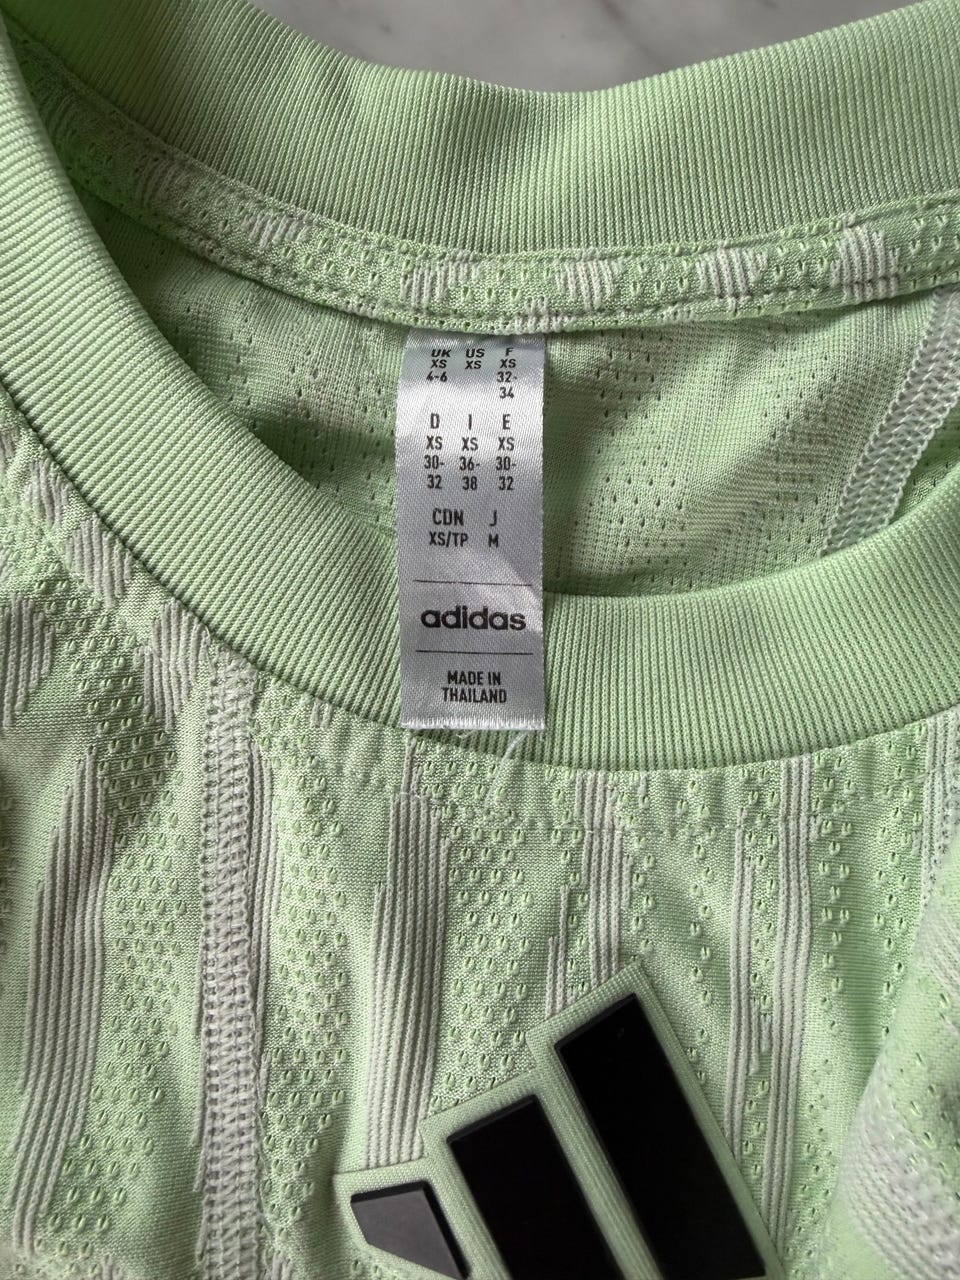 UK US F
XS XS XS
4-6 32-
34
D I E
XS XS XS
30- 36- 30-
32 38 32
CDN J
XS/TP M
adidas
MADE IN
THAILAND